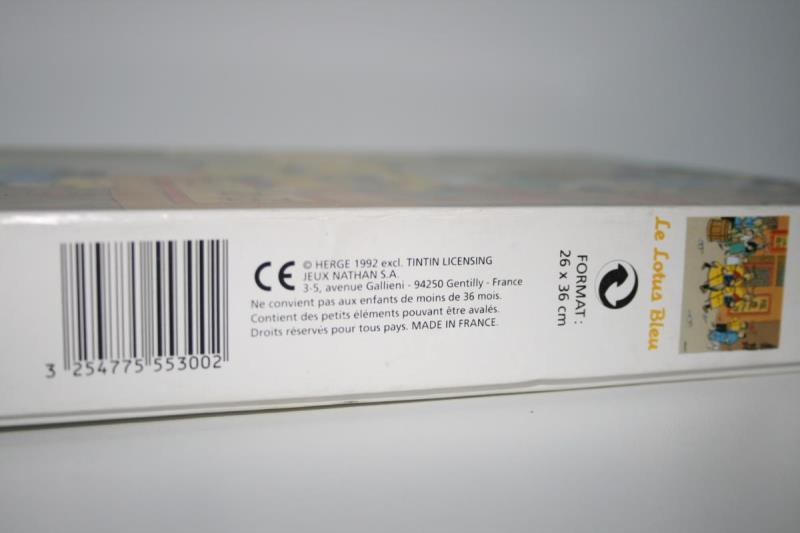 3 254775 553002
CE © HERGE 1992 excl. TINTIN LICENSING
JEUX NATHAN S.A.
3-5, avenue Gallieni - 94250 Gentilly - France
Ne convient pas aux enfants de moins de 36 mois.
Contient des petits éléments pouvant être avalés.
Droits réservés pour tous pays. MADE IN FRANCE.
FORMAT :
26 x 36 cm
Le Lotus Bleu